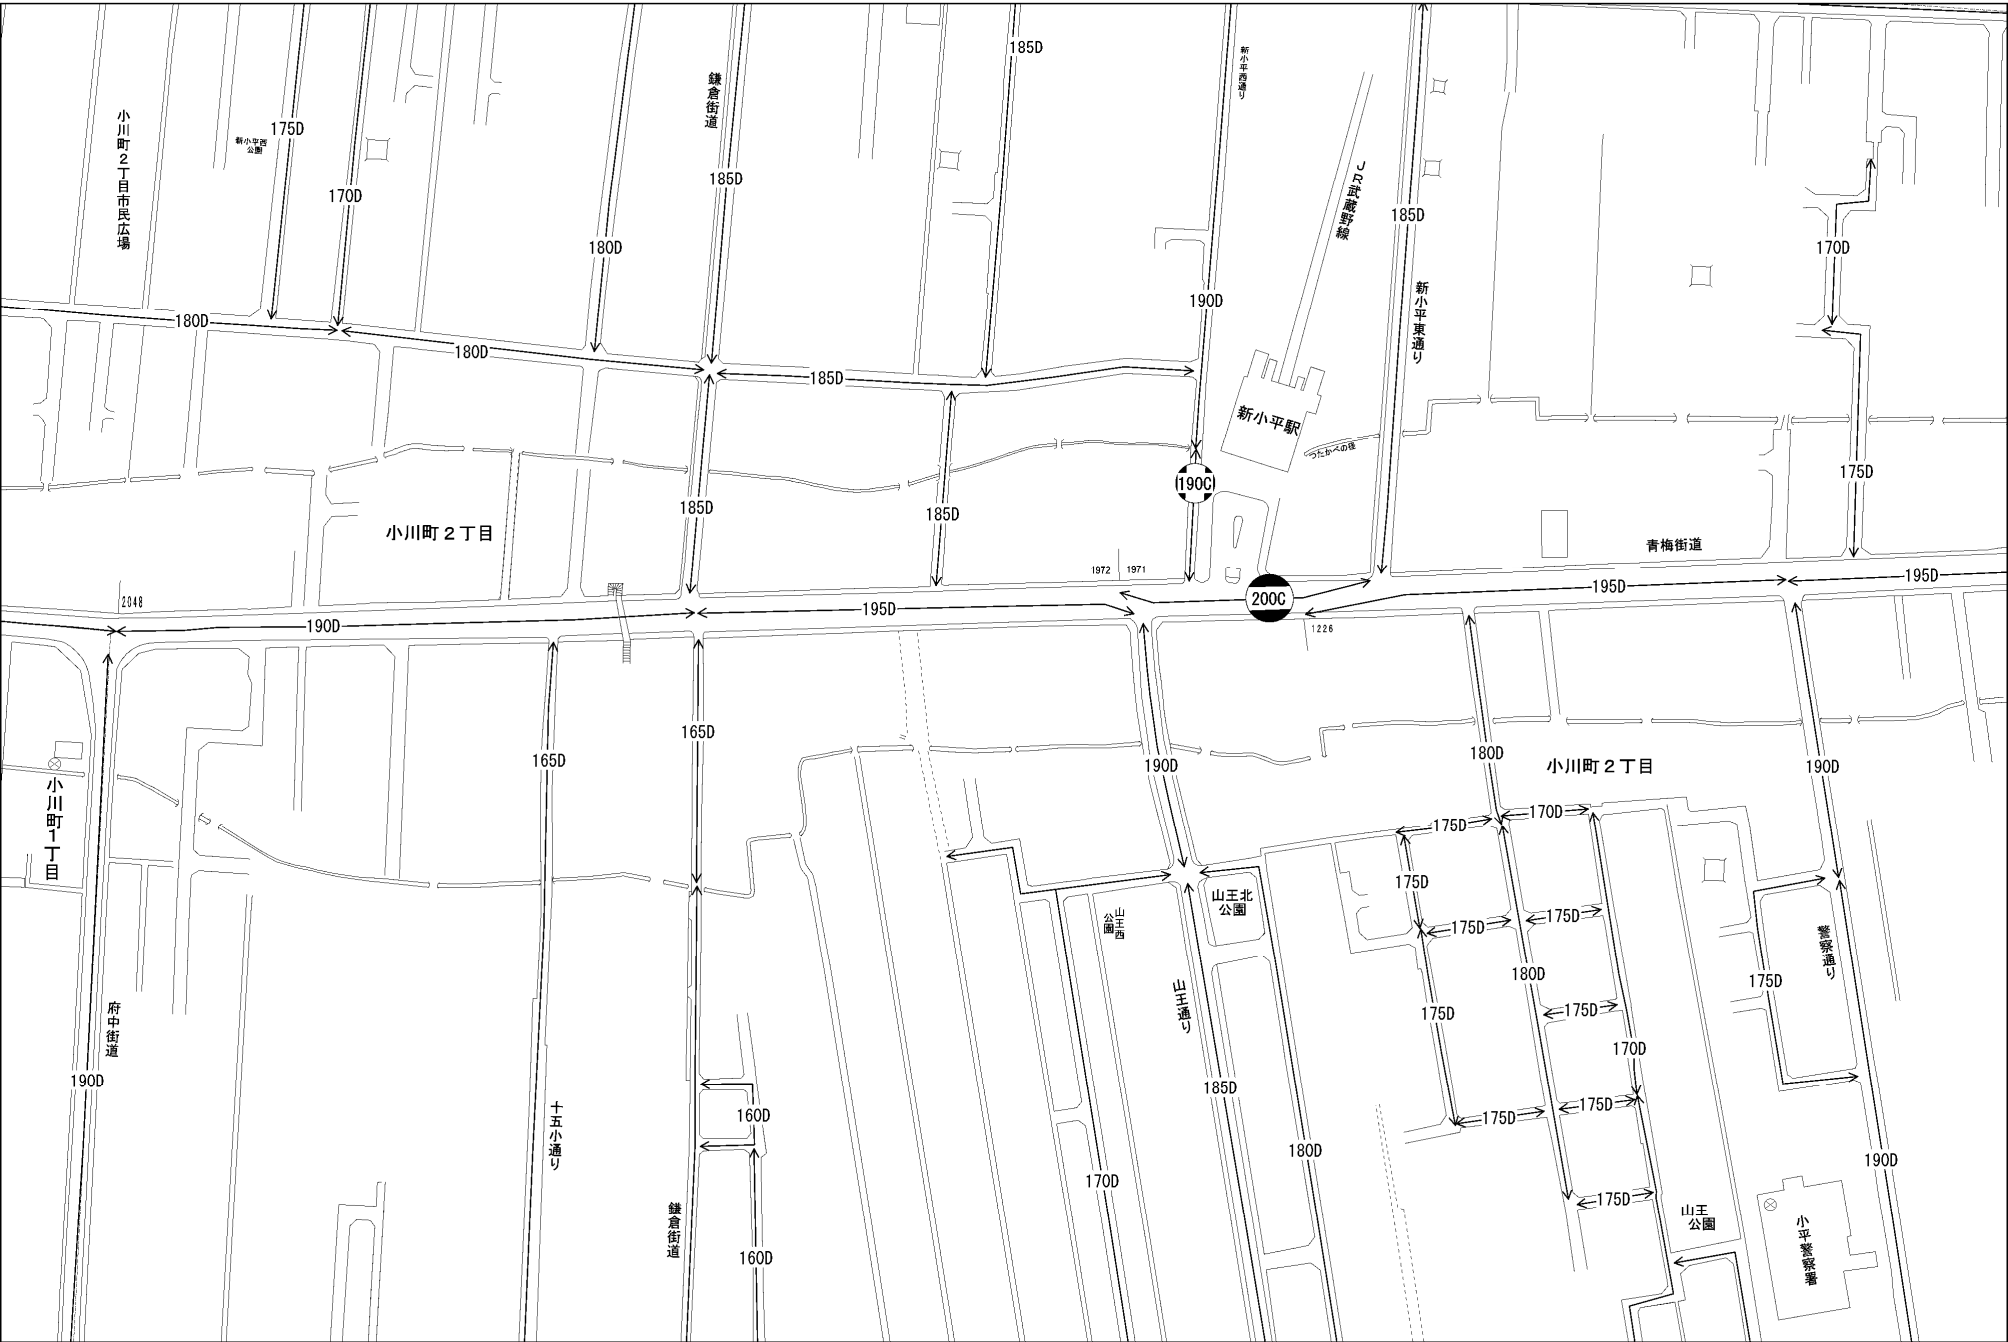 185D
新小平西通り
鎌倉街道
小川町２丁目市民広場
175D
新小平西
公園
185D
170D
JR武蔵野線
185D
180D
170D
190D
新小平東通り
180D
180D
185D
新小平駅
つたかべの径
190C
175D
185D
185D
小川町２丁目
青梅街道
1972
1971
195D
195D
200C
2048
195D
190D
1226
165D
165D
190D
180D
小川町２丁目
190D
小川町１丁目
175D
170D
175D
山王北
公園
山王西
公園
175D
175D
警察通り
180D
175D
175D
府中街道
山王通り
175D
175D
170D
190D
185D
160D
175D
175D
十五小通り
180D
190D
170D
175D
鎌倉街道
山王
公園
小平警察署
160D